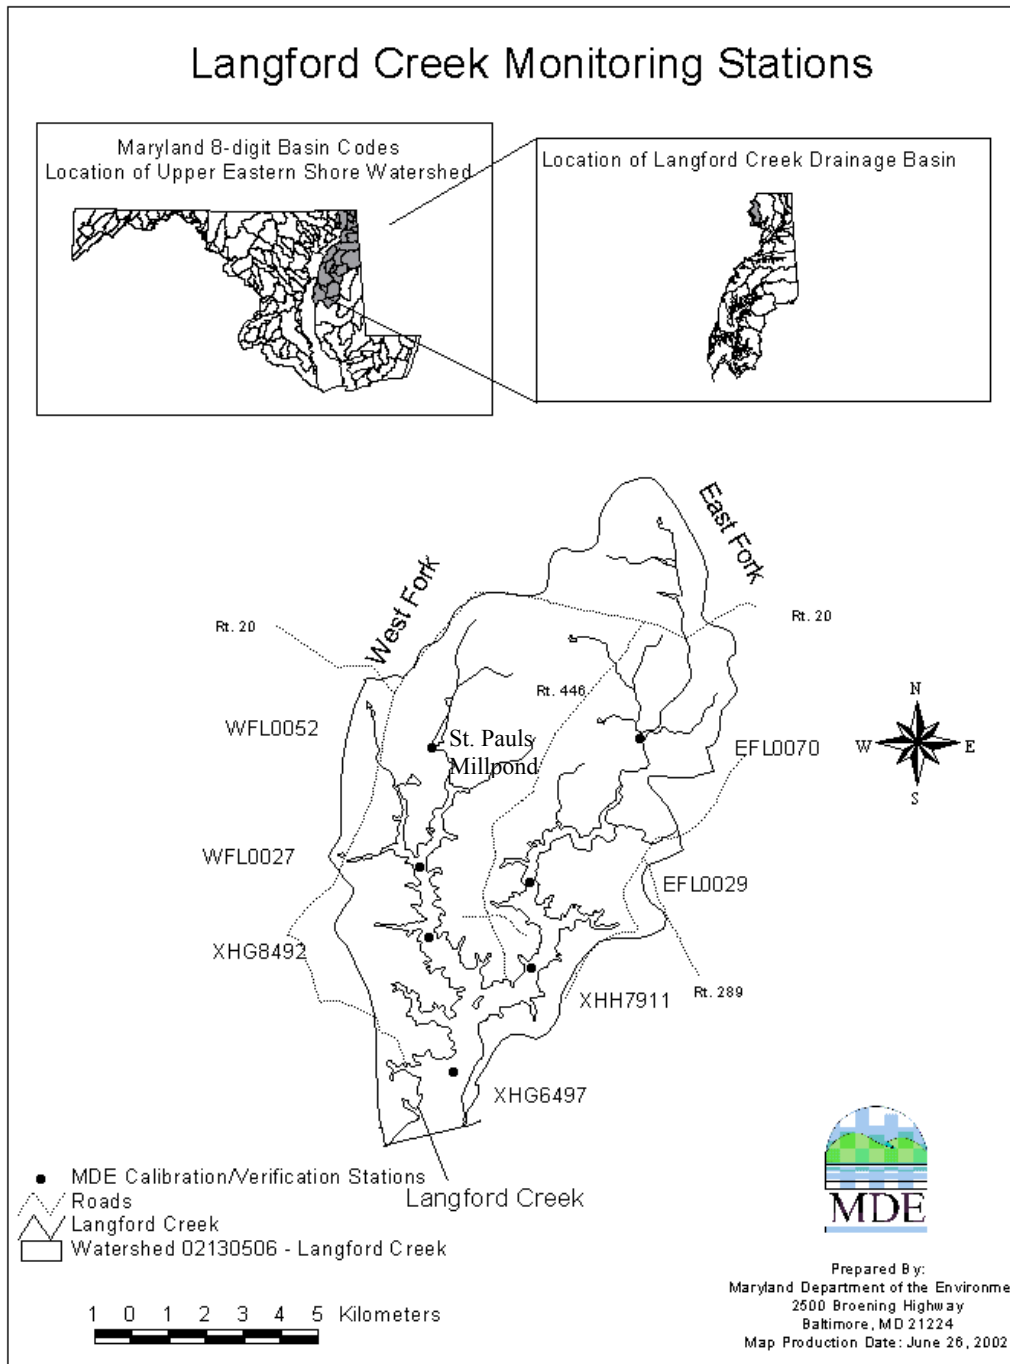 Langford Creek Monitoring Stations
Maryland 8-digit Basin Codes
Location of Upper Eastern Shore Watershed
Location of Langford Creek Drainage Basin
East Fork
West Fork
Rt. 20
Rt. 20
Rt. 446
WFL0052
St. Pauls
Millpond
EFL0070
N
W
E
S
WFL0027
EFL0029
XHG8492
XHH7911
Rt. 289
XHG6497
Langford Creek
MDE Calibration/Verification Stations
Roads
Langford Creek
Watershed 02130506 - Langford Creek
1 0 1 2 3 4 5 Kilometers
MDE
Prepared By:
Maryland Department of the Environme
2500 Broening Highway
Baltimore, MD 21224
Map Production Date: June 26, 2002